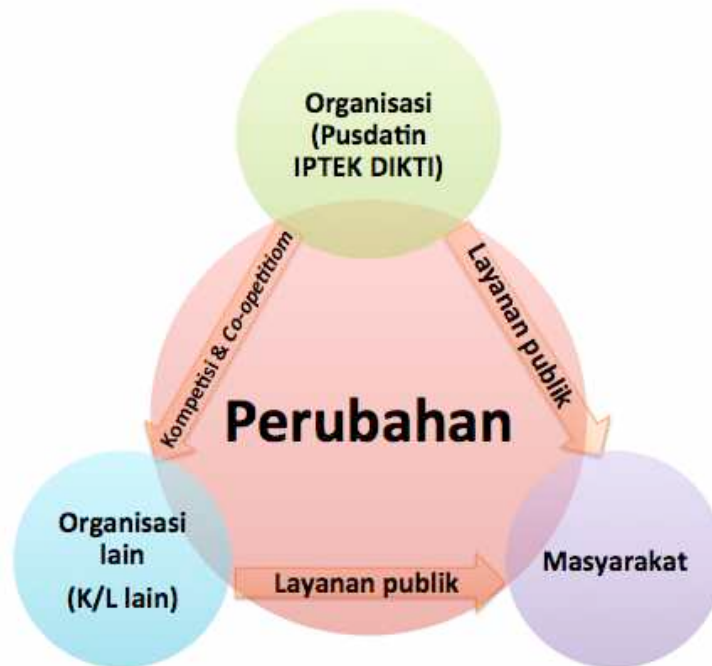 Organisasi
(Pusdatin
IPTEK DIKTI)
Kompetisi & Co-opetitiom
Layanan publik
Perubahan
Organisasi
lain
(K/L lain)
Layanan publik
Masyarakat